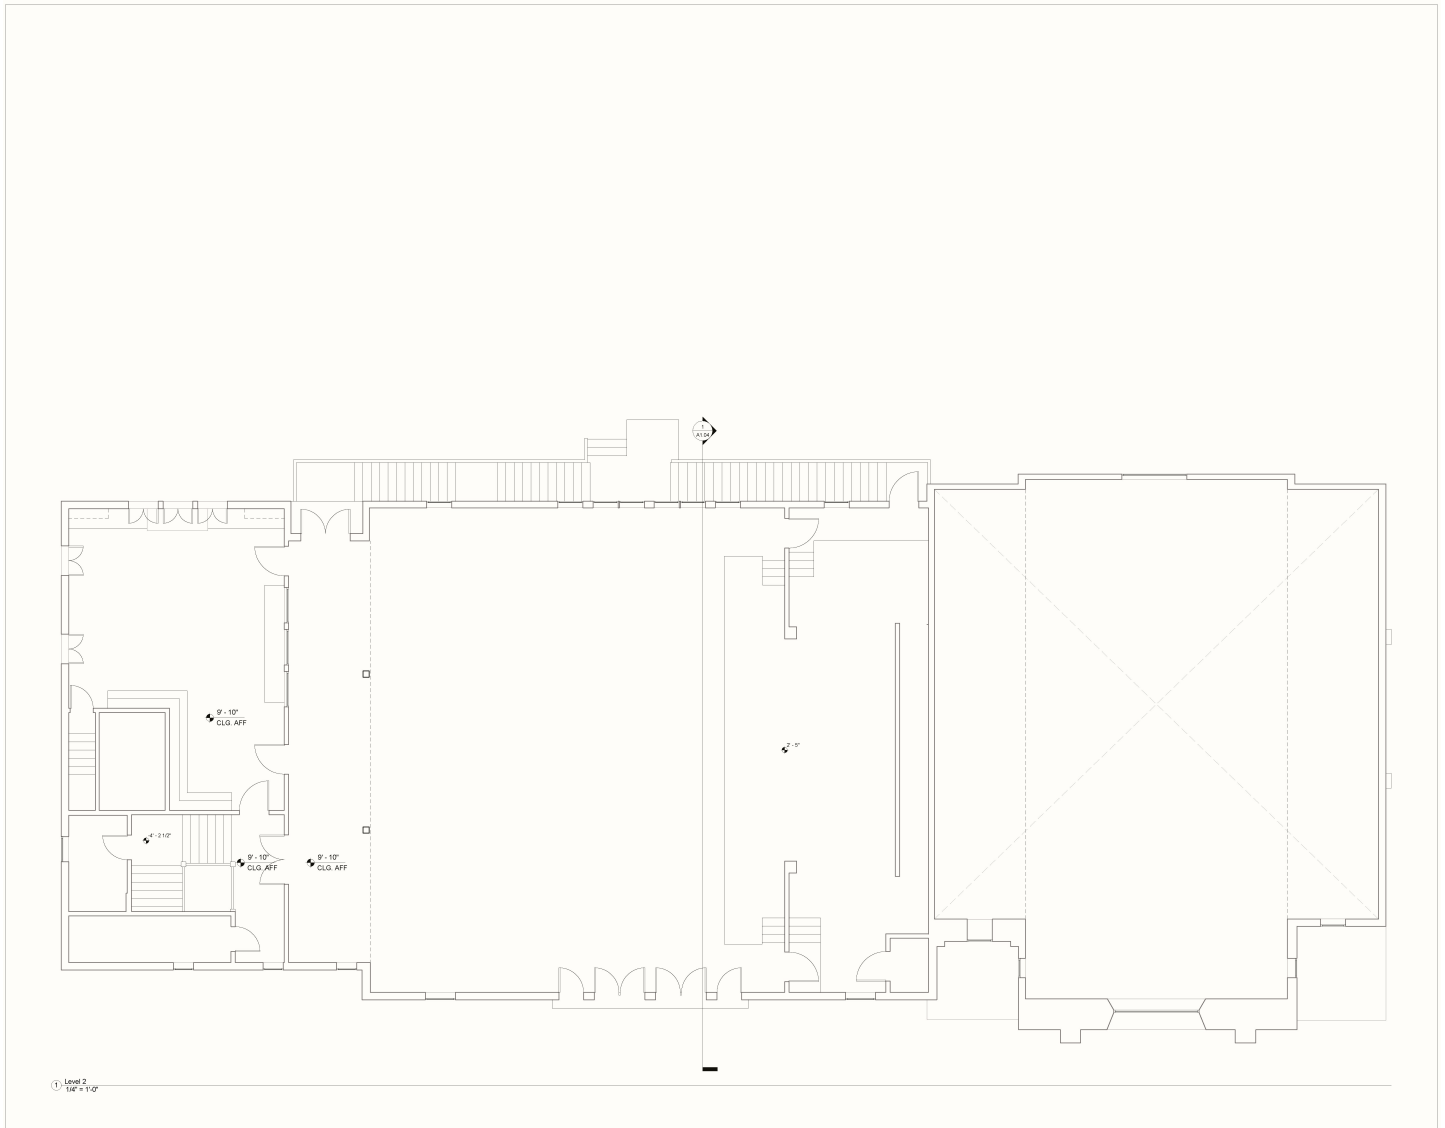 1
A1.04
9' - 10"
CLG. AFF
2' - 5"
-4' - 2 1/2"
9' - 10"
CLG. AFF
9' - 10"
CLG. AFF
1
Level 2
1/4" = 1'-0"